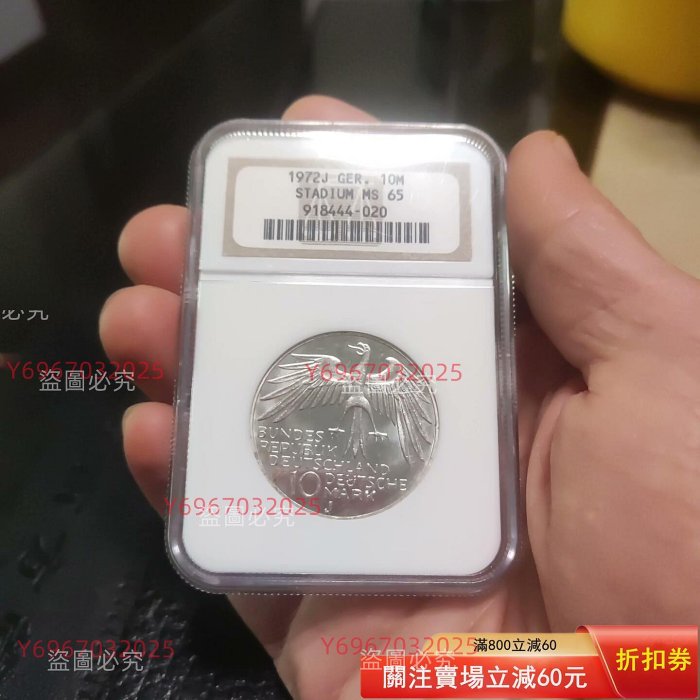 1972J GER. 10M
STADIUM MS 65
918444-020
必究
Y6967032025
盜圖必究
Y6967032025
BUNDES
REPUBLIK
DEUTSCHLAND
10 DEUTSCHE
MARK
J
Y6967032025
盜圖必究
Y6967032025
盜圖必究
Y6967032025
盜圖必究
滿800立減60
關注賣場立減60元
折扣券